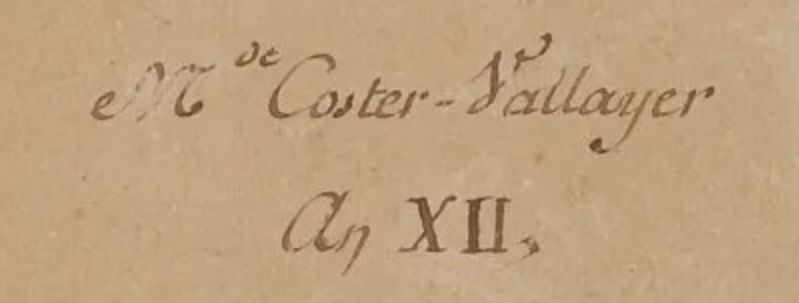 Mde Coster-Vallayer
An XII,